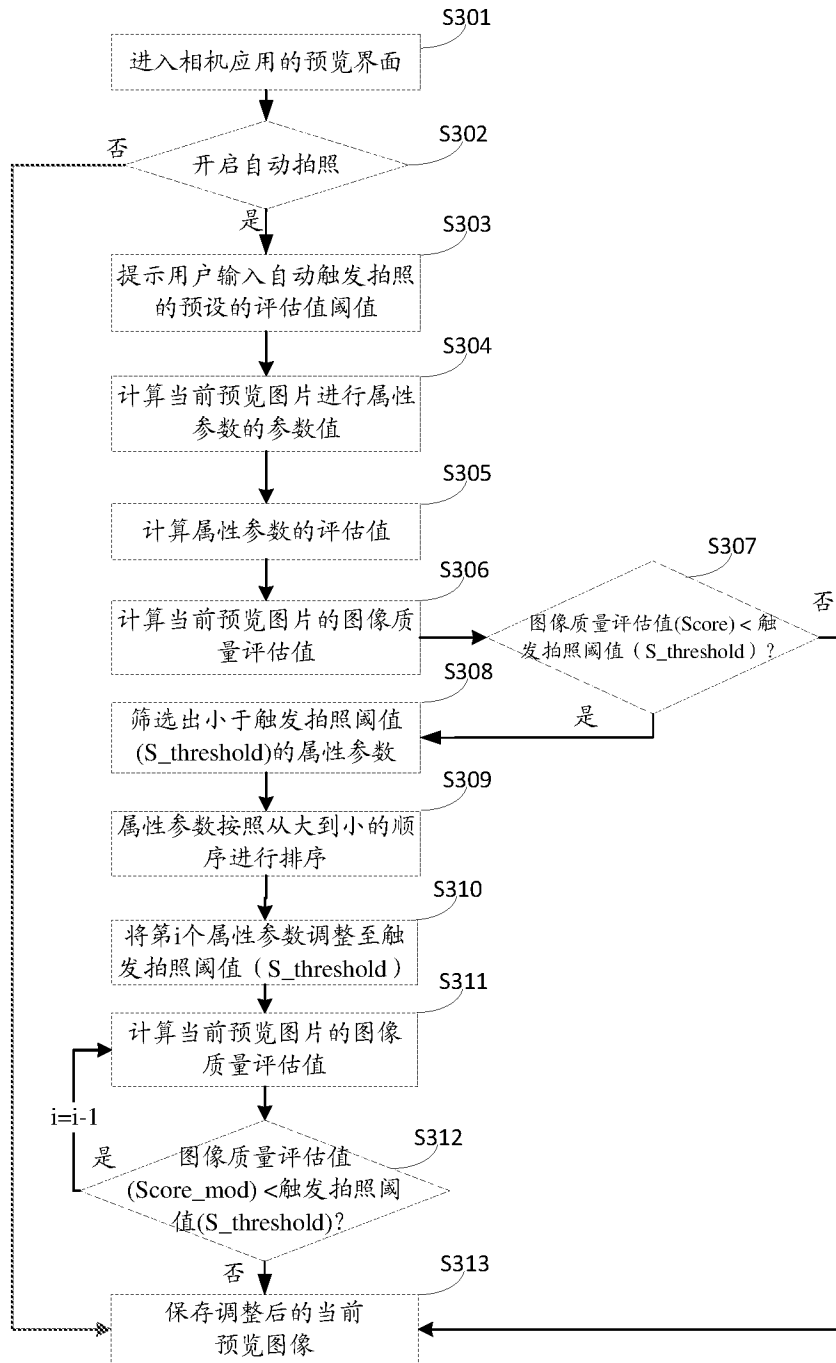 S301
进入相机应用的预览界面
S302
否
开启自动拍照
是
S303
提示用户输入自动触发拍照
的预设的评估值阈值
S304
计算当前预览图片进行属性
参数的参数值
S305
计算属性参数的评估值
S306
计算当前预览图片的图像质
量评估值
S307
否
图像质量评估值(Score) < 触
发拍照阈值（S_threshold）?
是
S308
筛选出小于触发拍照阈值
(S_threshold)的属性参数
S309
属性参数按照从大到小的顺
序进行排序
S310
将第i个属性参数调整至触
发拍照阈值（S_threshold）
S311
计算当前预览图片的图像
质量评估值
i=i-1
S312
是
图像质量评估值
(Score_mod) <触发拍照阈
值(S_threshold)?
否
S313
保存调整后的当前
预览图像